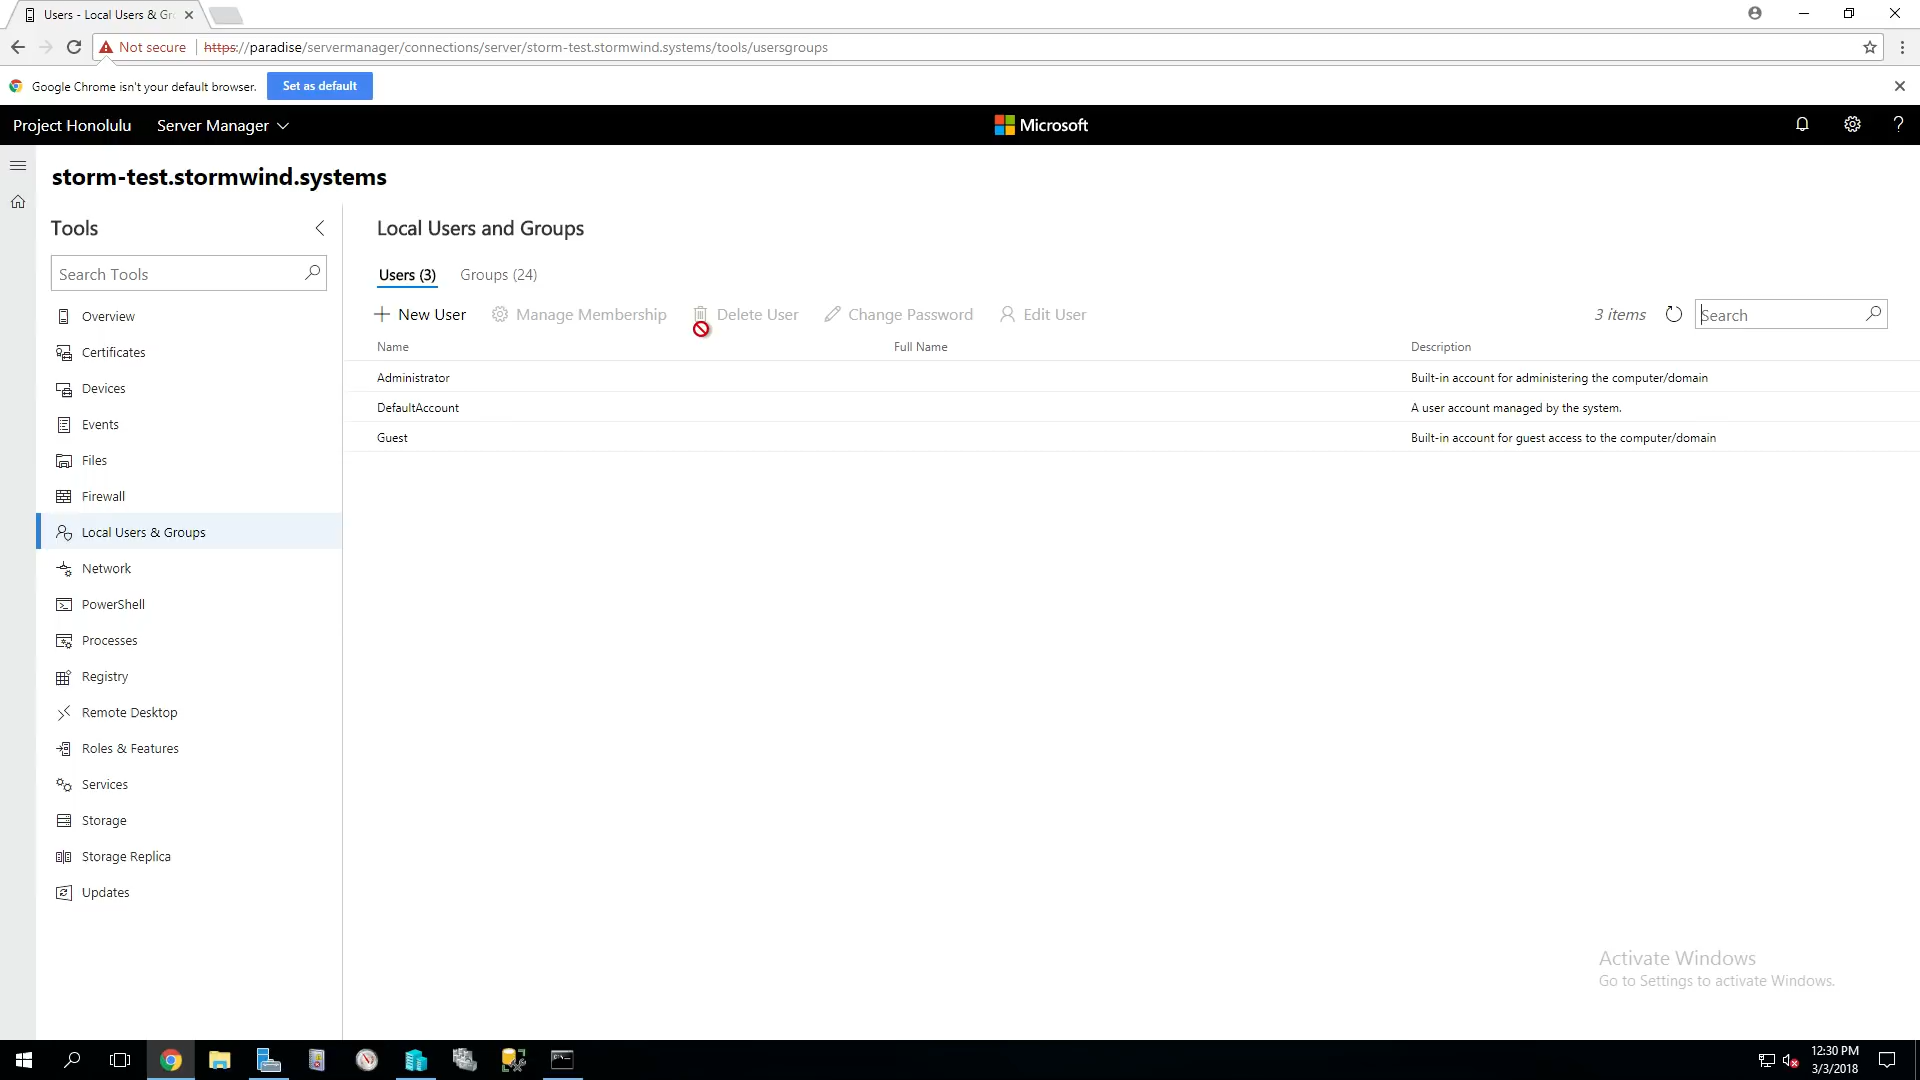 Users - Local Users & Gr
Not secure
https://paradise/servermanager/connections/server/storm-test.stormwind.systems/tools/usersgroups
Google Chrome isn't your default browser.
Set as default
Project Honolulu
Server Manager
Microsoft
?
storm-test.stormwind.systems
Tools
Search Tools
Overview
Certificates
Devices
Events
Files
Firewall
Local Users & Groups
Network
PowerShell
Processes
Registry
Remote Desktop
Roles & Features
Services
Storage
Storage Replica
Updates
Local Users and Groups
Users (3)
Groups (24)
New User
Manage Membership
Delete User
Change Password
Edit User
3 items
Search
Name
Full Name
Description
Administrator
Built-in account for administering the computer/domain
DefaultAccount
A user account managed by the system.
Guest
Built-in account for guest access to the computer/domain
Activate Windows
Go to Settings to activate Windows.
12:30 PM
3/3/2018